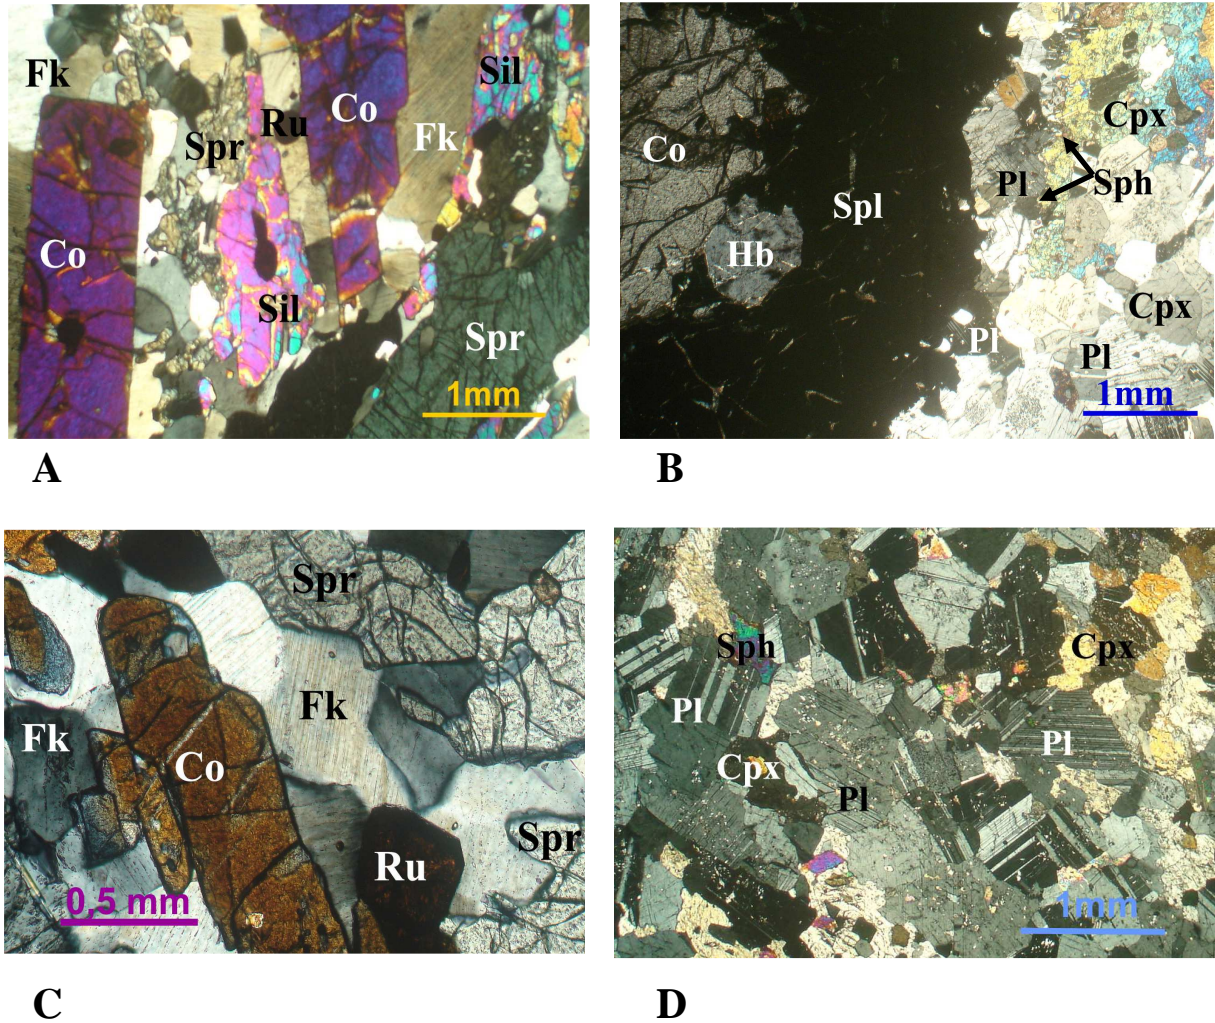 Fk
Sil
Co
Ru
Fk
Spr
Co
Sil
Spr
1mm
A
Cpx
Co
Pl
Sph
Spl
Hb
Cpx
Pl
Pl
1mm
B
Spr
Fk
Fk
Co
Spr
Ru
0,5 mm
C
Sph
Cpx
Pl
Pl
Cpx
Pl
1mm
D